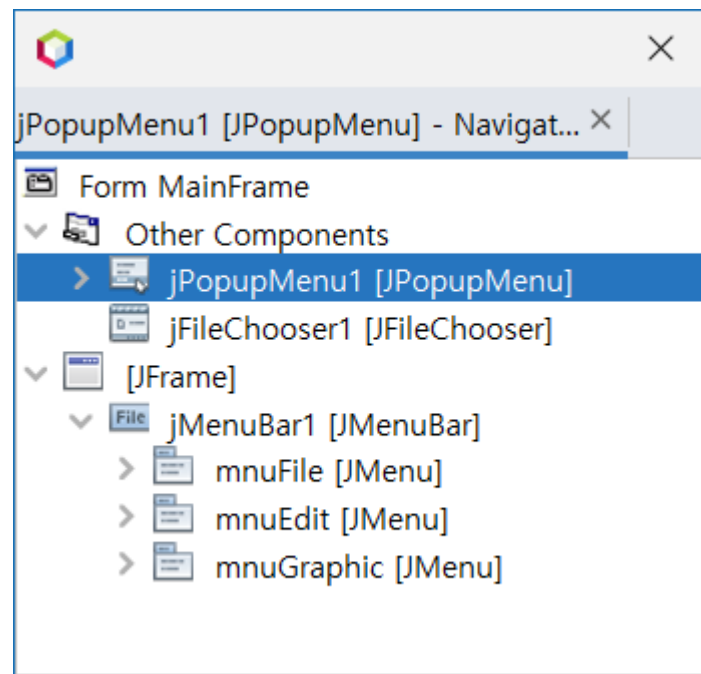 jPopupMenu1 [JPopupMenu] - Navigat...
Form MainFrame
Other Components
jPopupMenu1 [JPopupMenu]
jFileChooser1 [JFileChooser]
[JFrame]
File jMenuBar1 [JMenuBar]
mnuFile [JMenu]
mnuEdit [JMenu]
mnuGraphic [JMenu]